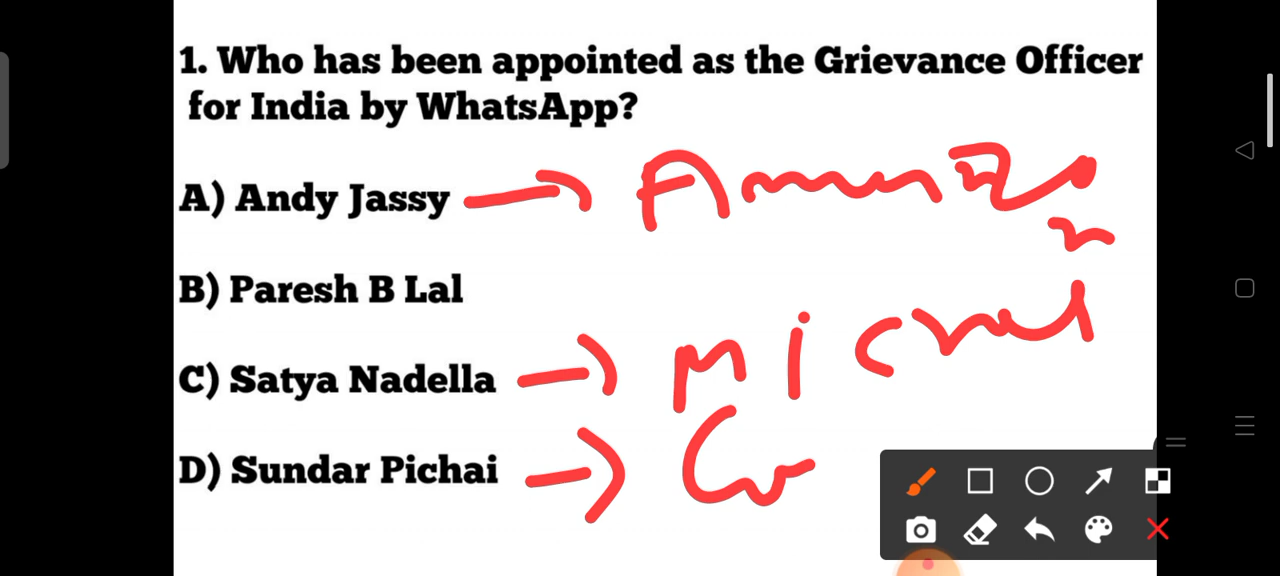 1. Who has been appointed as the Grievance Officer
for India by WhatsApp?
A) Andy Jassy
B) Paresh B Lal
C) Satya Nadella
D) Sundar Pichai